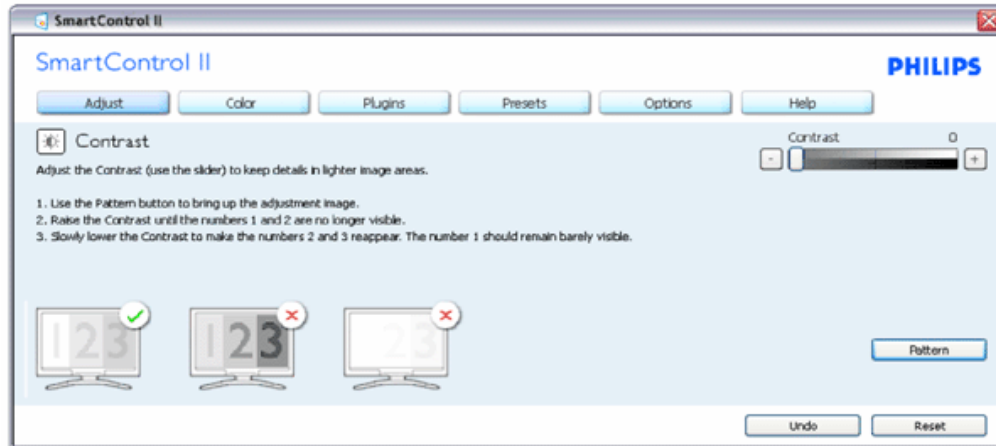 SmartControl II
SmartControl II
PHILIPS
Adjust Color Plugins Presets Options Help
Contrast
Contrast 0
Adjust the Contrast (use the slider) to keep details in lighter image areas.
- +
1. Use the Pattern button to bring up the adjustment image.
2. Raise the Contrast until the numbers 1 and 2 are no longer visible.
3. Slowly lower the Contrast to make the numbers 2 and 3 reappear. The number 1 should remain barely visible.
123 123 23
Pattern
Undo Reset